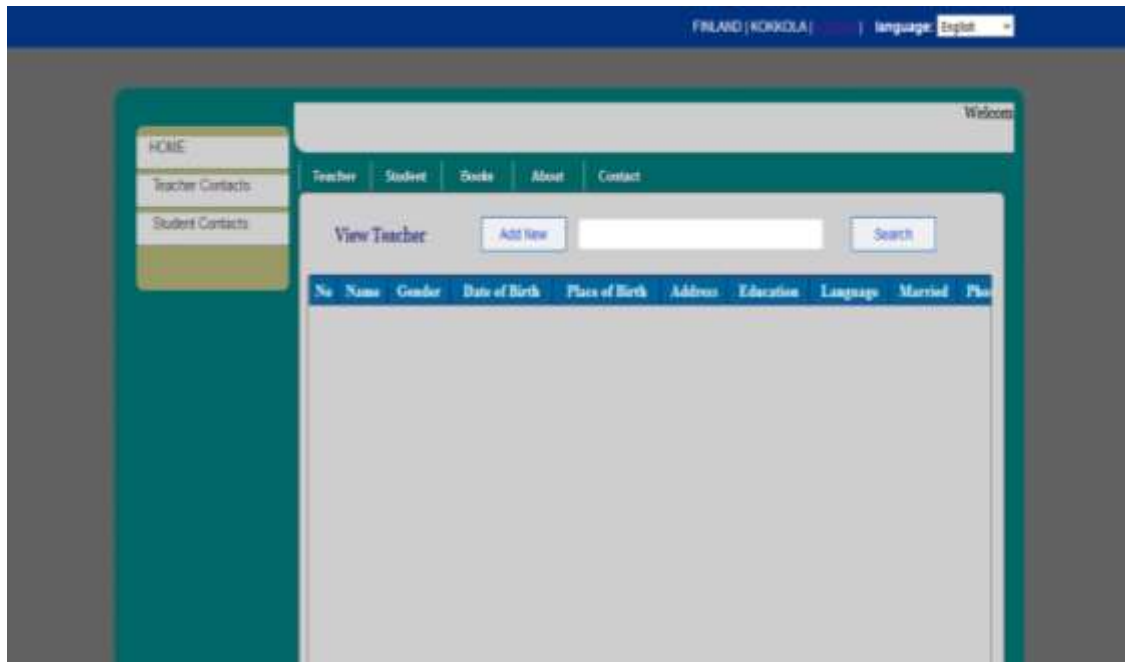 FINLAND | KOKKOLA | | language: English
Welcom
HOME
Teacher Contacts
Student Contacts
Teacher Student Books About Contact
View Teacher Add New Search
No Name Gender Date of Birth Place of Birth Address Education Language Married Pho